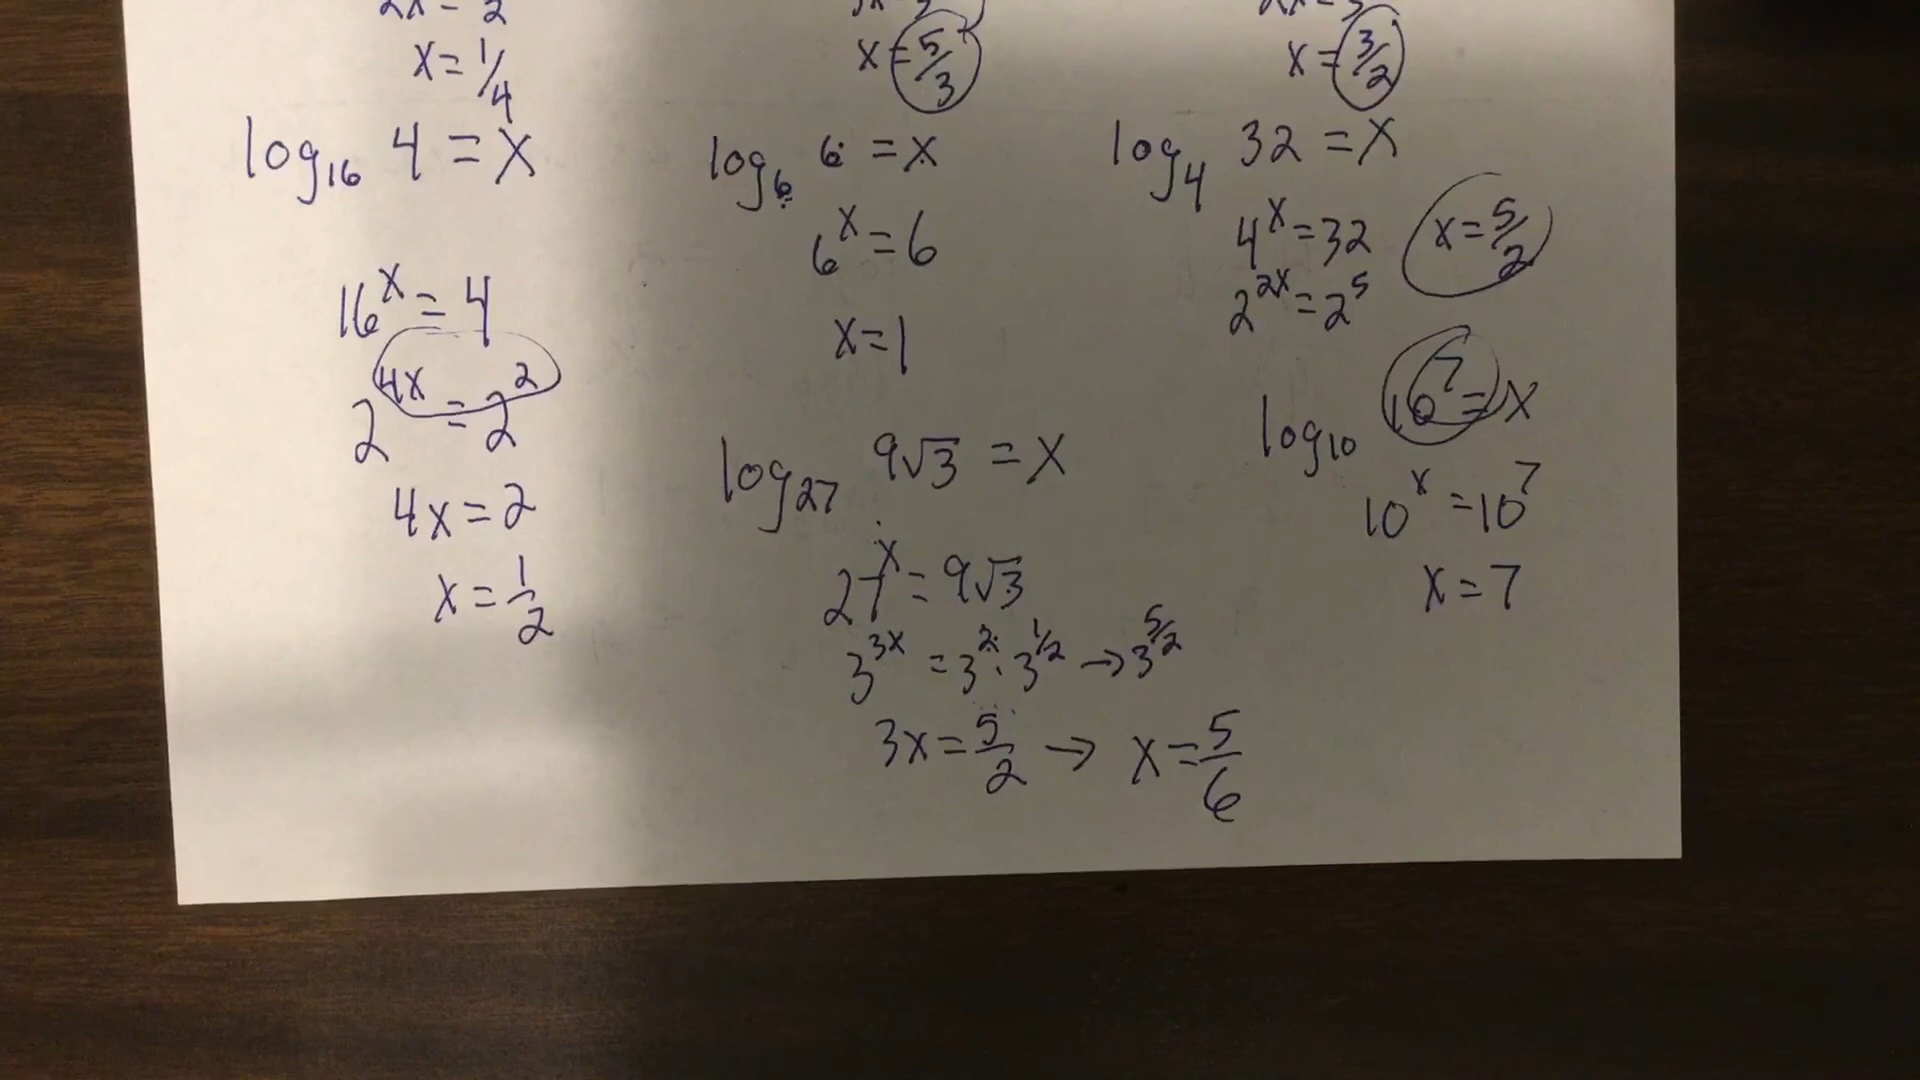 x = 1/4
log₁₆ 4 = x
16^x = 4
2^4x = 2^2
4x = 2
x = 1/2
x = 5/3
log₆ 6 = x
6^x = 6
x = 1
log₂₇ 9√3 = x
27^x = 9√3
3^3x = 3^2 · 3^1/2 → 3^5/2
3x = 5/2 → x = 5/6
x = 3/2
log₄ 32 = x
4^x = 32
x = 5/2
2^2x = 2^5
log₁₀ 10^7 = x
10^x = 10^7
x = 7